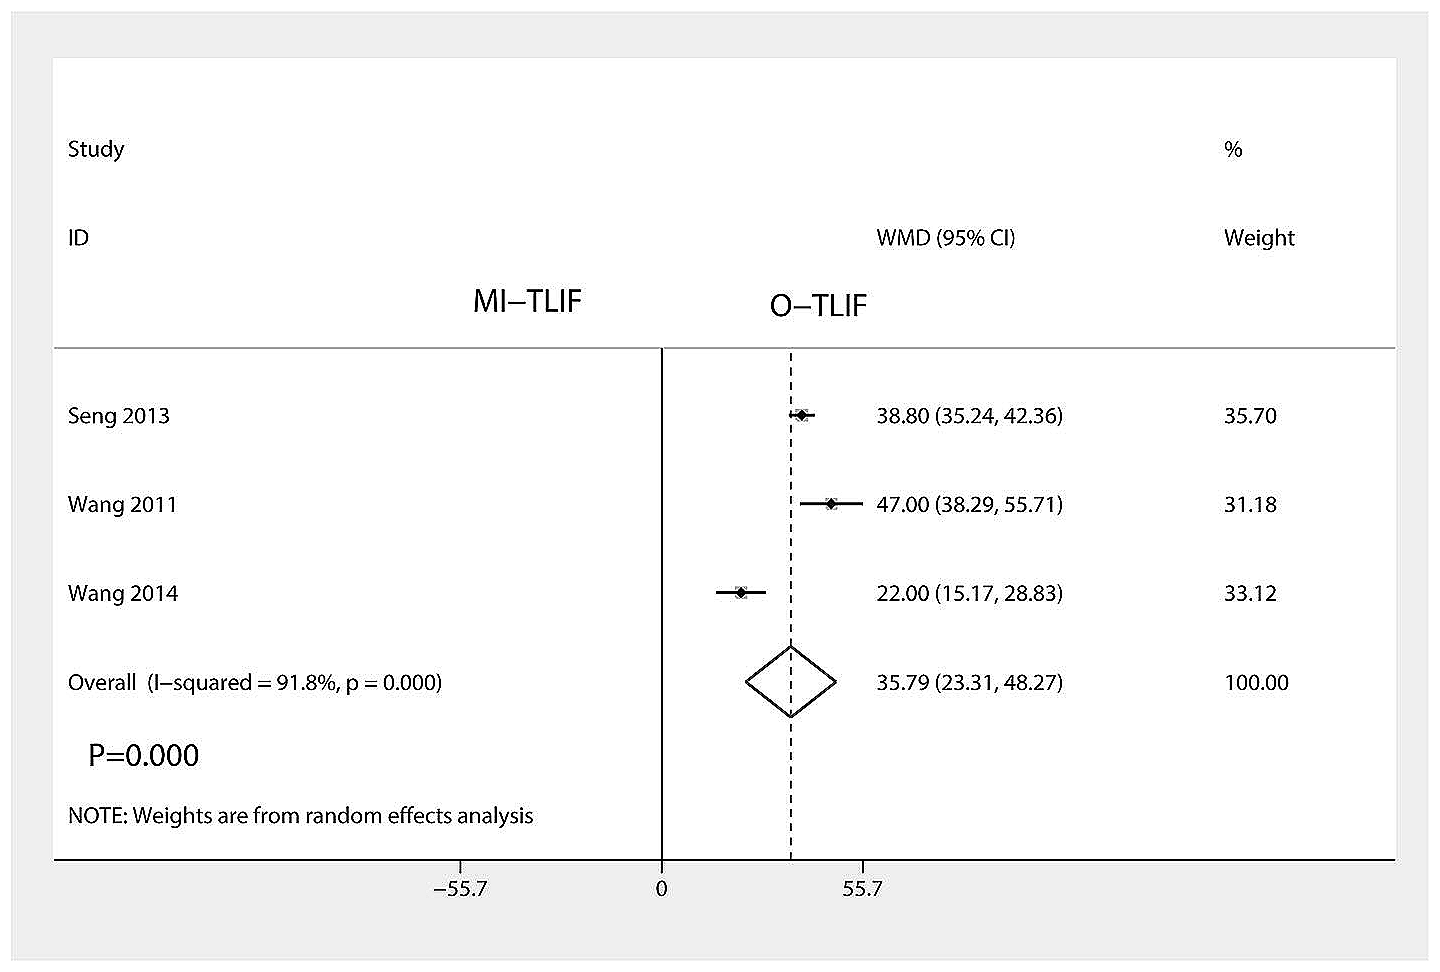 Study %
ID WMD (95% CI) Weight
MI–TLIF O–TLIF
Seng 2013 38.80 (35.24, 42.36) 35.70
Wang 2011 47.00 (38.29, 55.71) 31.18
Wang 2014 22.00 (15.17, 28.83) 33.12
Overall (I–squared = 91.8%, p = 0.000) 35.79 (23.31, 48.27) 100.00
P=0.000
NOTE: Weights are from random effects analysis
–55.7 0 55.7